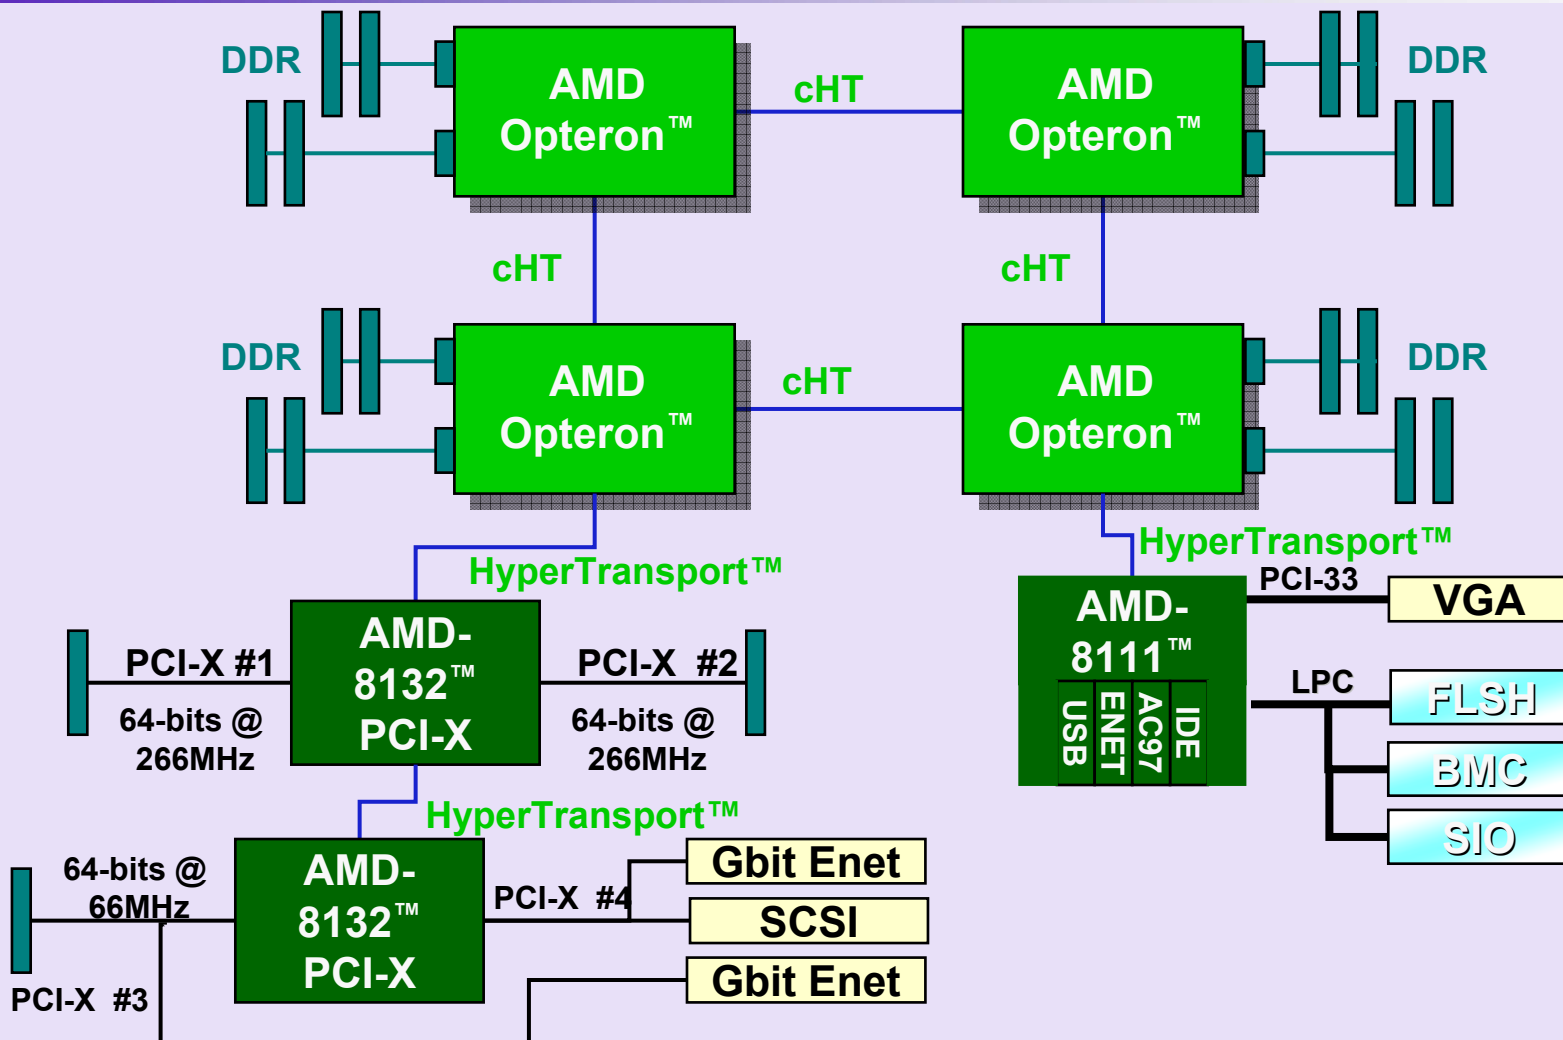 DDR
AMD
Opteron™
cHT
AMD
Opteron™
DDR
cHT
cHT
DDR
AMD
Opteron™
cHT
AMD
Opteron™
DDR
HyperTransport™
HyperTransport™
AMD-
8132™
PCI-X
PCI-X #1
64-bits @
266MHz
PCI-X #2
64-bits @
266MHz
AMD-
8111™
USB
ENET
AC97
IDE
PCI-33
VGA
LPC
FLSH
BMC
SIO
HyperTransport™
64-bits @
66MHz
PCI-X #3
AMD-
8132™
PCI-X
PCI-X #4
Gbit Enet
SCSI
Gbit Enet